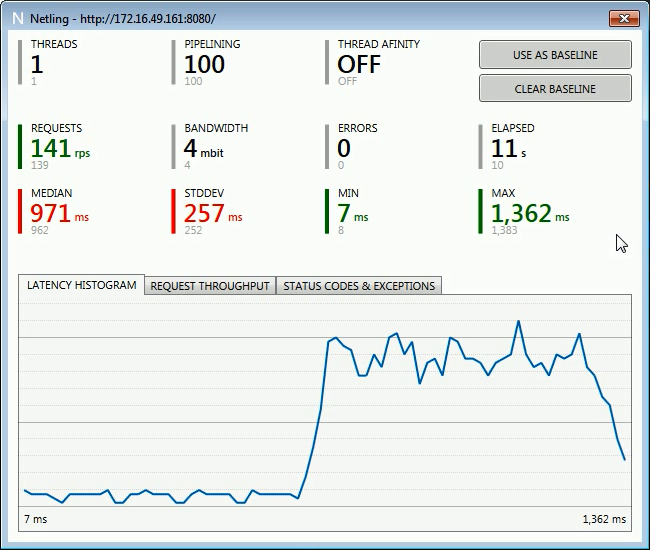 N Netling - http://172.16.49.161:8080/
THREADS
1
1
PIPELINING
100
100
THREAD AFINITY
OFF
OFF
USE AS BASELINE
CLEAR BASELINE
REQUESTS
141 rps
139
BANDWIDTH
4 mbit
4
ERRORS
0
0
ELAPSED
11 s
10
MEDIAN
971 ms
962
STDDEV
257 ms
252
MIN
7 ms
8
MAX
1,362 ms
1,383
LATENCY HISTOGRAM
REQUEST THROUGHPUT
STATUS CODES & EXCEPTIONS
7 ms
1,362 ms